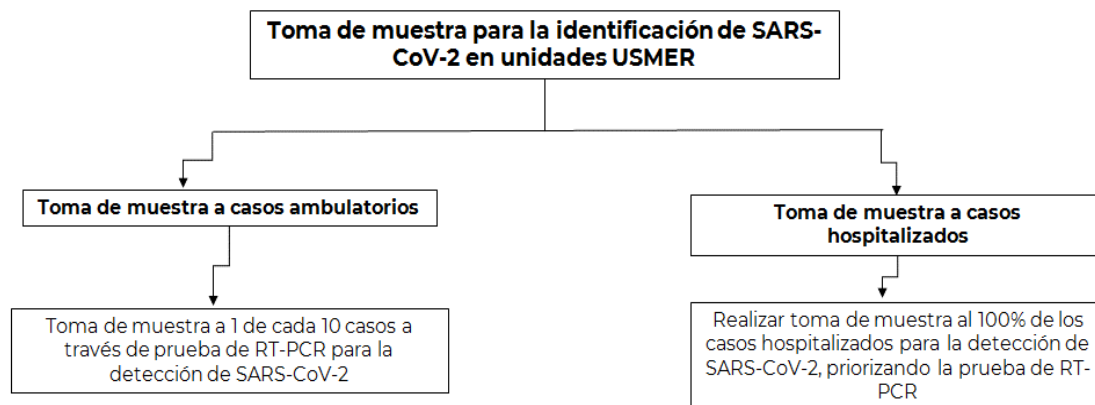 Toma de muestra para la identificación de SARS-
CoV-2 en unidades USMER
Toma de muestra a casos ambulatorios
Toma de muestra a casos
hospitalizados
Toma de muestra a 1 de cada 10 casos a
través de prueba de RT-PCR para la
detección de SARS-CoV-2
Realizar toma de muestra al 100% de los
casos hospitalizados para la detección de
SARS-CoV-2, priorizando la prueba de RT-
PCR